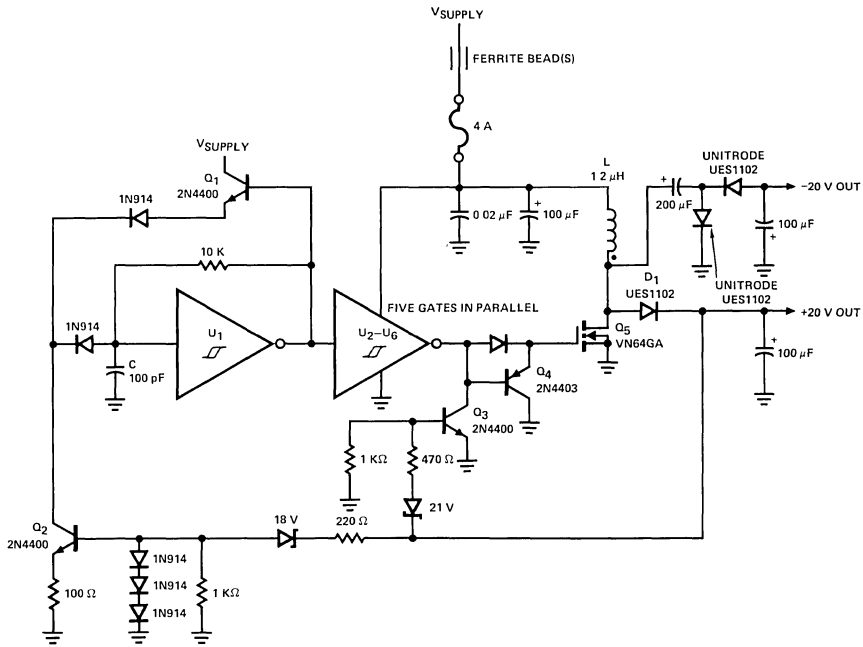 VSUPPLY
FERRITE BEAD(S)
4 A
VSUPPLY
Q1
2N4400
1N914
L
1 2 μH
UNITRODE
UES1102
−20 V OUT
+
200 μF
100 μF
+
0 02 μF
+
100 μF
10 K
D1
UES1102
UNITRODE
UES1102
+20 V OUT
FIVE GATES IN PARALLEL
1N914
U1
U2–U6
Q5
VN64GA
+
100 μF
C
100 pF
Q4
2N4403
Q3
2N4400
1 KΩ
470 Ω
21 V
18 V
220 Ω
Q2
2N4400
1N914
1N914
1N914
100 Ω
1 KΩ